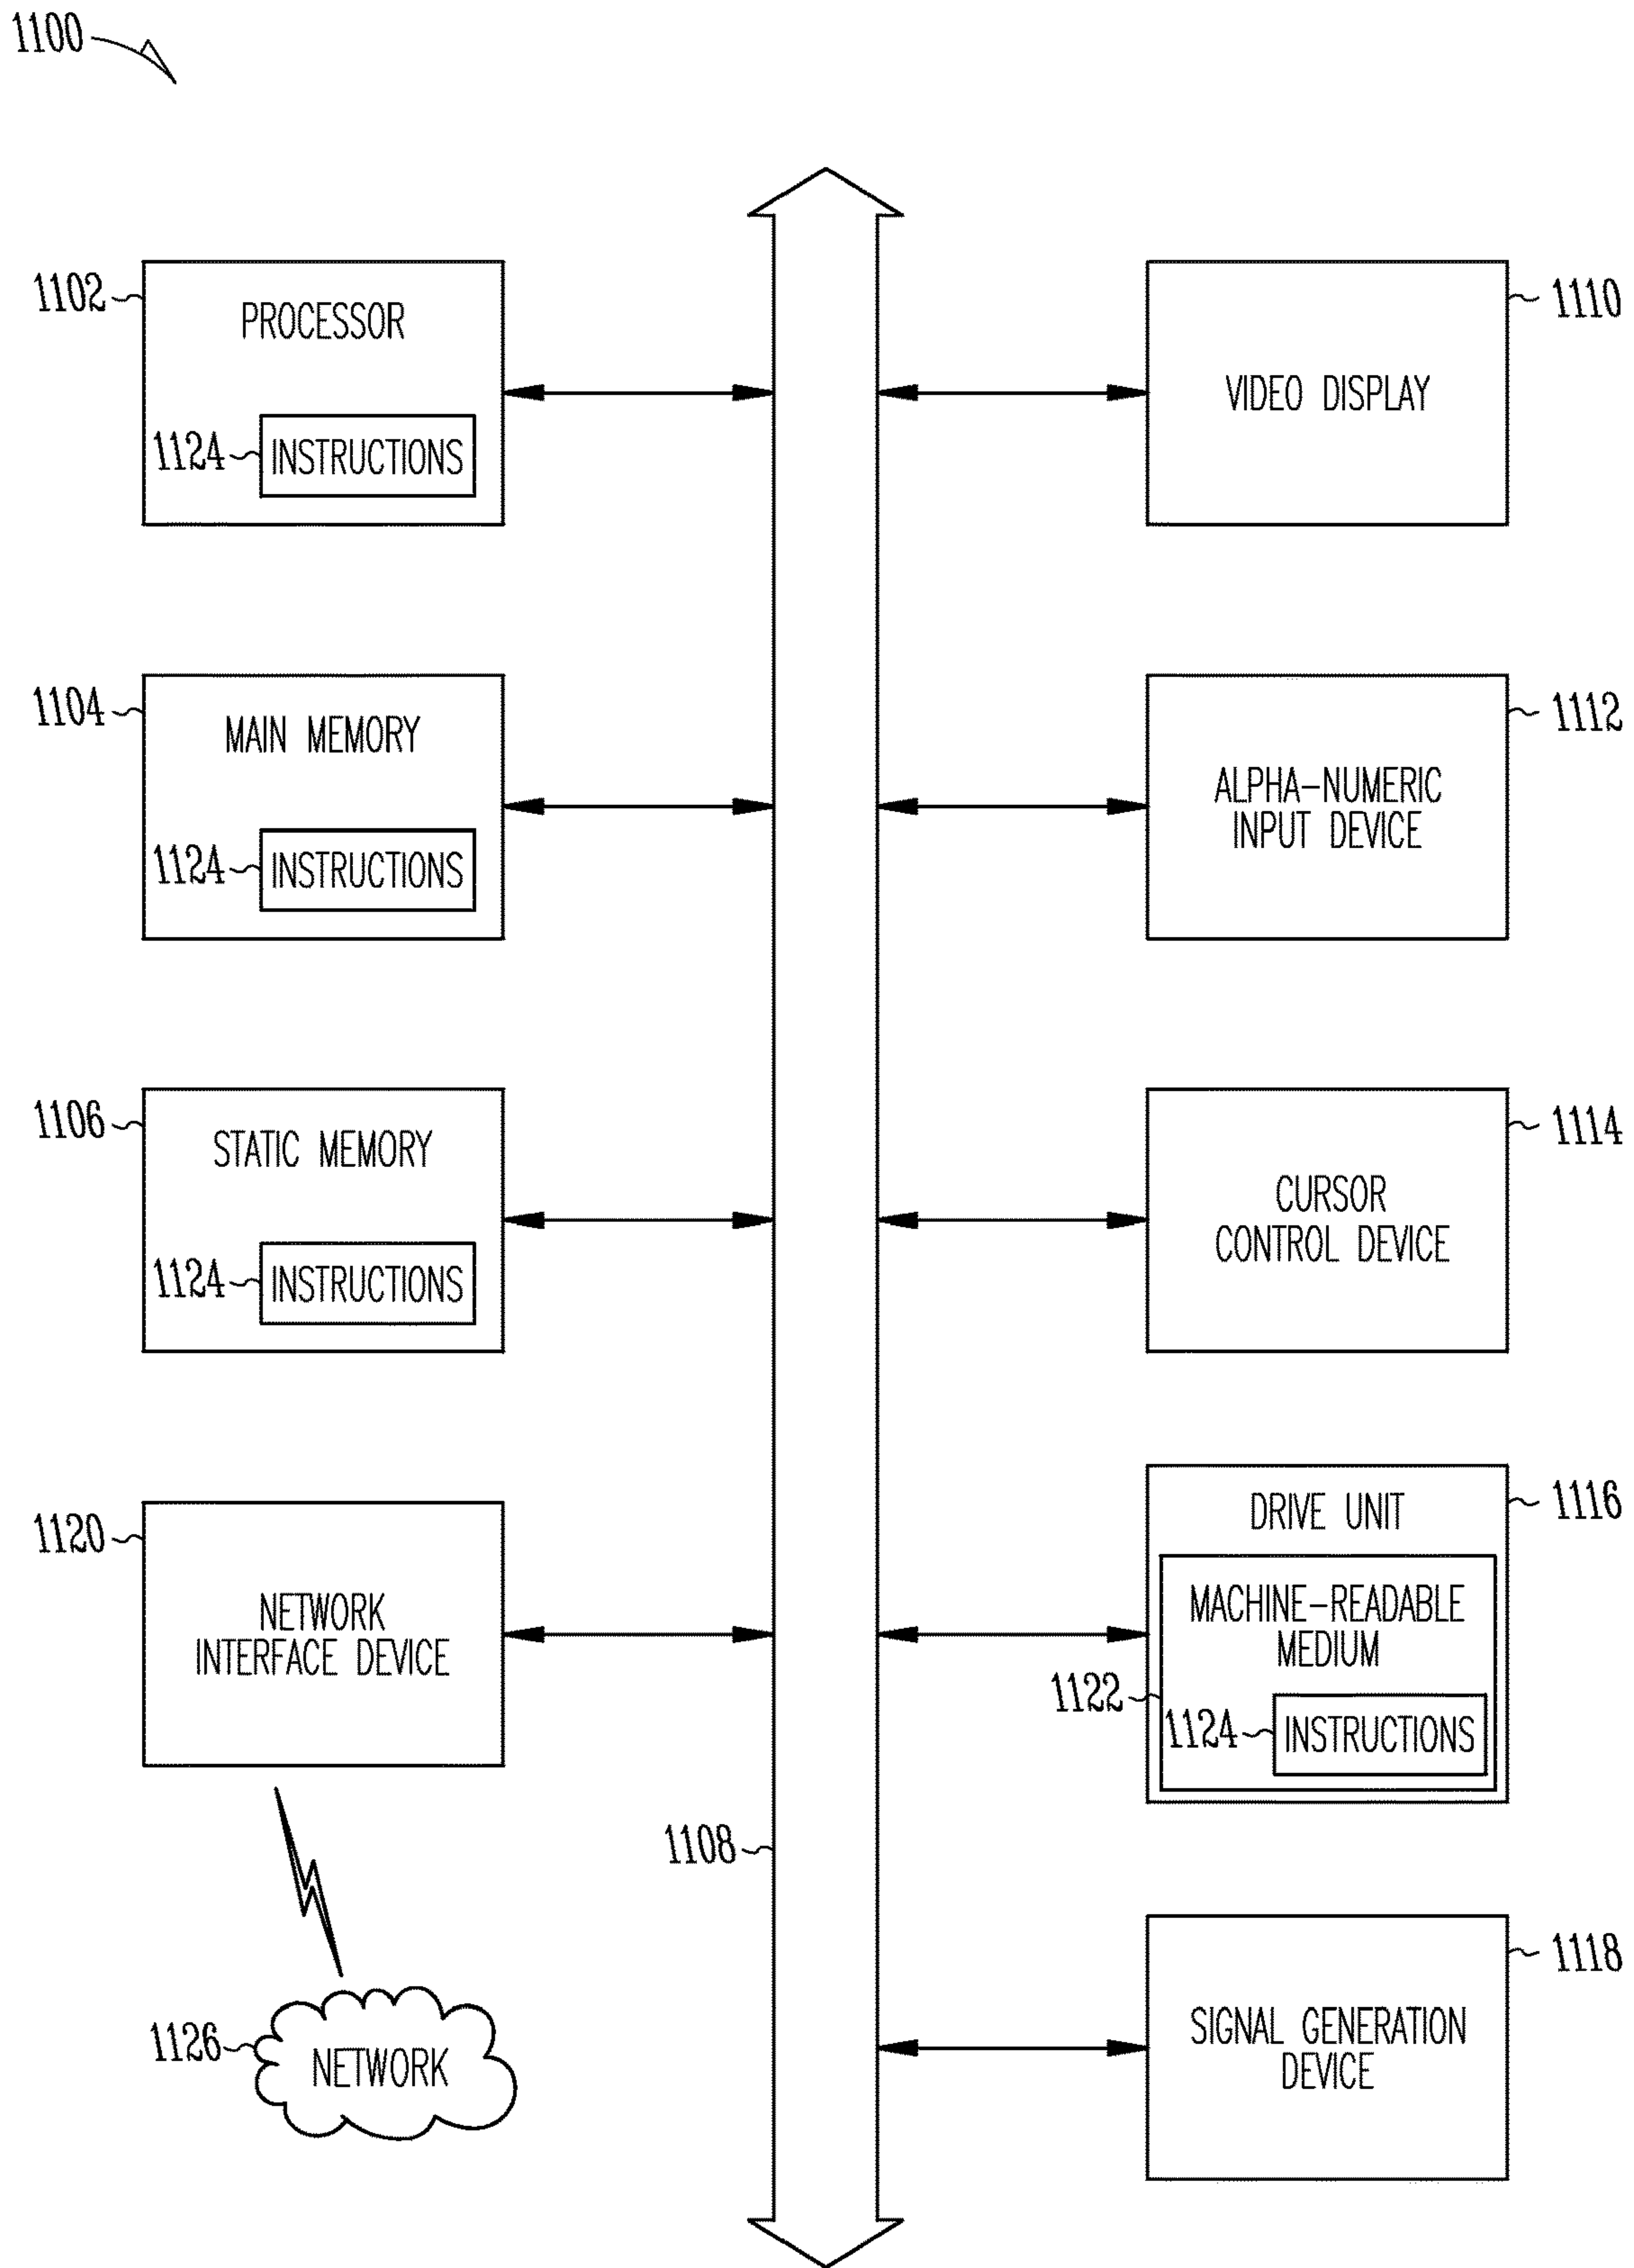 1100
1102
PROCESSOR
1124
INSTRUCTIONS
1110
VIDEO DISPLAY
1104
MAIN MEMORY
1124
INSTRUCTIONS
1112
ALPHA-NUMERIC
INPUT DEVICE
1106
STATIC MEMORY
1124
INSTRUCTIONS
1114
CURSOR
CONTROL DEVICE
1120
NETWORK
INTERFACE DEVICE
1116
DRIVE UNIT
MACHINE-READABLE
MEDIUM
1122
1124
INSTRUCTIONS
1108
1126
NETWORK
1118
SIGNAL GENERATION
DEVICE